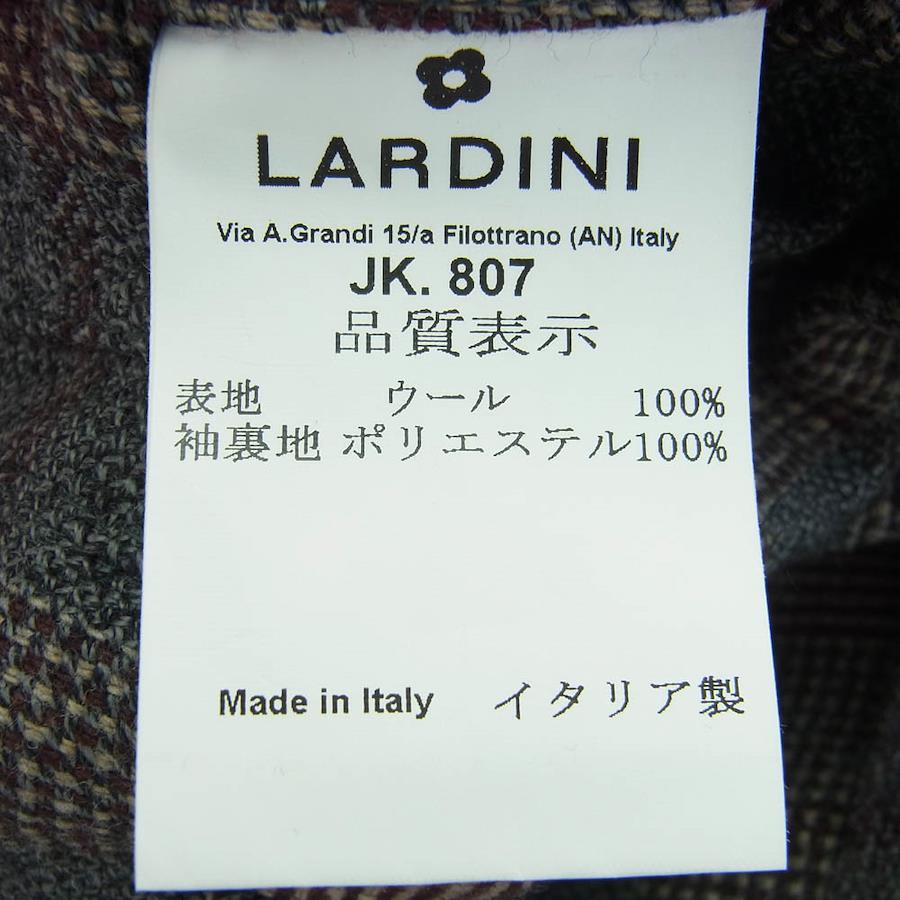 LARDINI
Via A.Grandi 15/a Filottrano (AN) Italy
JK. 807
品質表示
表地 ウール 100%
袖裏地 ポリエステル100%
Made in Italy イタリア製